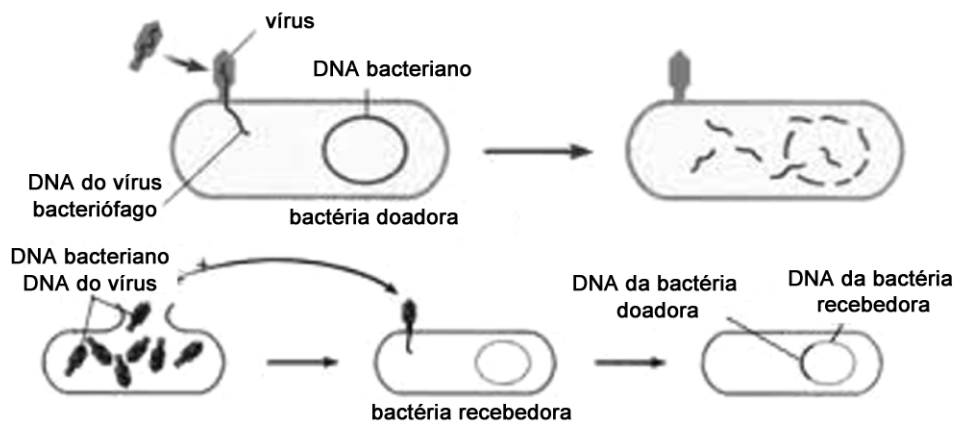 vírus
DNA bacteriano
DNA do vírus
bacteriófago
bactéria doadora
DNA bacteriano
DNA do vírus
bactéria recebedora
DNA da bactéria
doadora
DNA da bactéria
recebedora